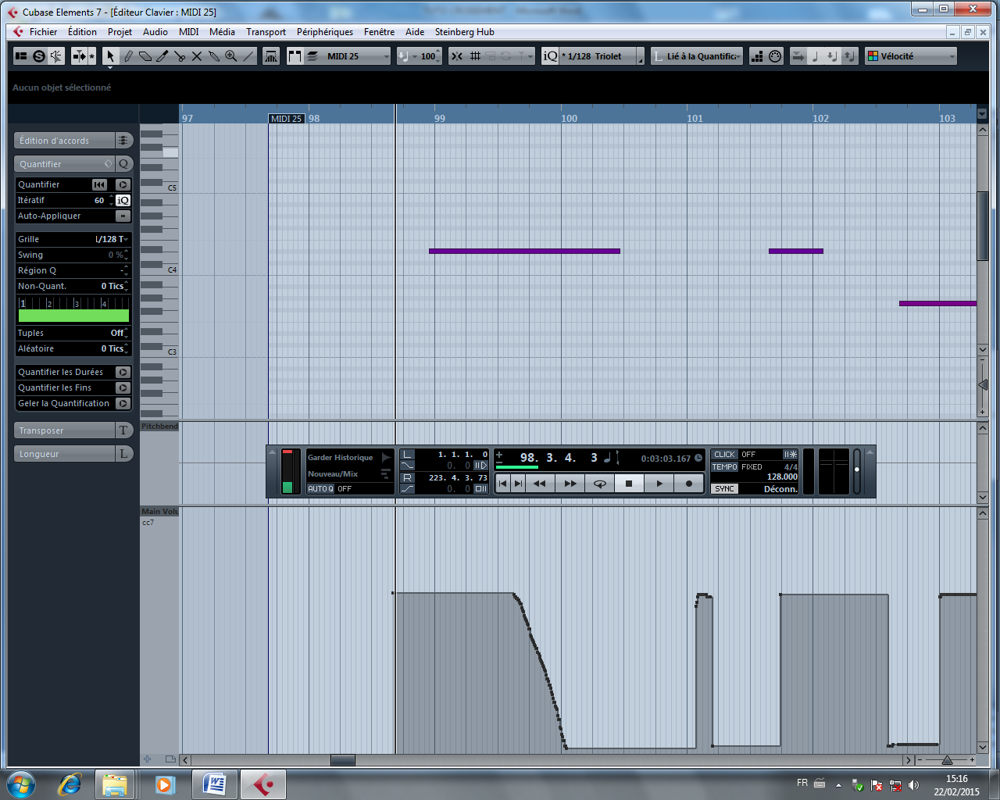 Cubase Elements 7 - [Éditeur Clavier : MIDI 25]
Fichier Édition Projet Audio MIDI Média Transport Périphériques Fenêtre Aide Steinberg Hub
MIDI 25 100 iQ * 1/128 Triolet L Lié à la Quantific Vélocité
Aucun objet sélectionné
97 MIDI 25 98 99 100 101 102 103
Édition d'accords
Quantifier Q
Quantifier
Itératif 60 iQ
Auto-Appliquer
Grille 1/128 T
Swing 0 %
Région Q -
Non-Quant. 0 Tics
1 2 3 4
Tuples Off
Aléatoire 0 Tics
Quantifier les Durées
Quantifier les Fins
Geler la Quantification
Transposer T
Longueur L
C5
C4
C3
Pitchbend
Garder Historique
Nouveau/Mix
AUTO Q OFF
L 1. 1. 1. 0
0. 0
R 223. 4. 3. 73
0. 0
98. 3. 4. 3 0:03:03.167
CLICK OFF
TEMPO FIXED 4/4
128.000
SYNC Déconn.
Main Volu
cc7
FR
15:16
22/02/2015